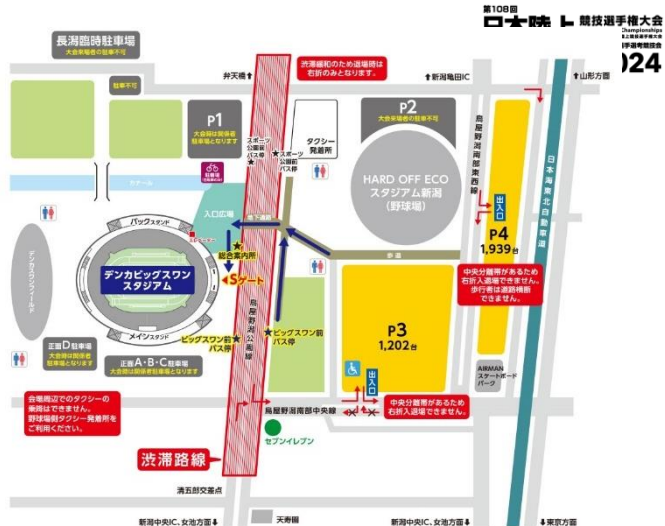 第108回
日本陸上競技選手権大会
024
長潟臨時駐車場
大会来場者の駐車不可
弁天橋↑
渋滞緩和のため退場時は
右折のみとなります。
↑新潟亀田IC
↑山形方面
駐車不可
P1
大会時は関係者
駐車場となります
スポーツ
公園前
バス停
スポーツ
公園前
バス停
タクシー
発着所
P2
大会来場者の駐車不可
HARD OFF ECO
スタジアム新潟
(野球場)
鳥屋野潟南部東西線
日本海東北自動車道
出入口
P4
1,939台
カナール
駐輪場
入口広場
地下通路
歩道
バックスタンド
総合案内所
Sゲート
デンカビッグスワン
スタジアム
デンカスワンフィールド
メインスタンド
ビッグスワン前
バス停
ビッグスワン前
バス停
鳥屋野潟公園線
中央分離帯があるため
右折入退場できません。
歩行者は道路横断
できません。
P3
1,202台
正面D駐車場
大会時は関係者
駐車場となります
正面A・B・C駐車場
大会時は関係者駐車場となります
出入口
AIRMAN
スケートボード
パーク
会場周辺でのタクシーの
乗降はできません。
野球場側タクシー発着所を
ご利用ください。
鳥屋野潟南部中央線
中央分離帯があるため
右折入退場できません。
セブンイレブン
渋滞路線
清五郎交差点
新潟中央IC、女池方面↓
天寿園
新潟中央IC、女池方面↓
↓東京方面